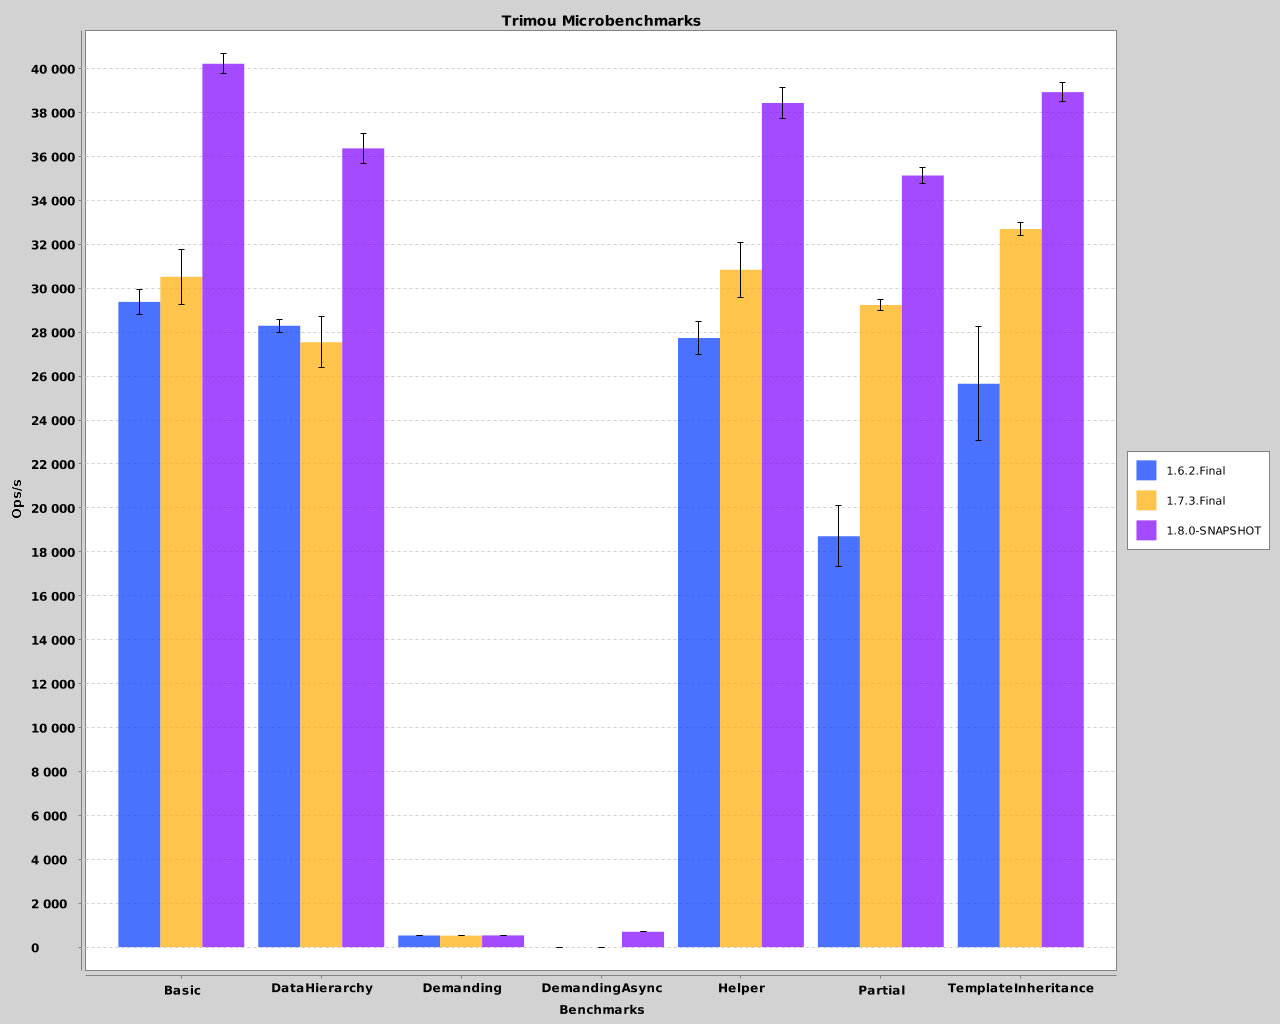 Trimou Microbenchmarks
40 000
38 000
36 000
34 000
32 000
30 000
28 000
26 000
24 000
22 000
20 000
18 000
16 000
14 000
12 000
10 000
8 000
6 000
4 000
2 000
0
Ops/s
Basic
DataHierarchy
Demanding
DemandingAsync
Helper
Partial
TemplateInheritance
Benchmarks
1.6.2.Final
1.7.3.Final
1.8.0-SNAPSHOT